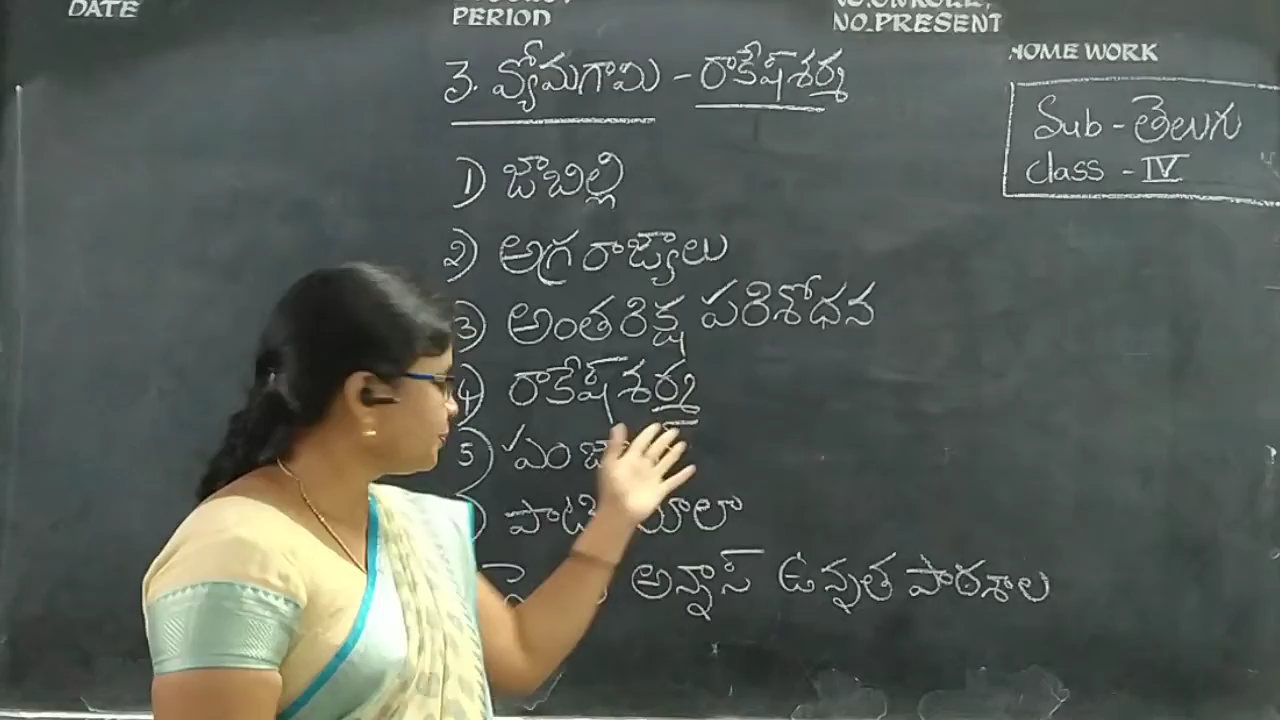 DATE
PERIOD
NO.PRESENT
HOME WORK
3. వ్యోమగామి - రాకేష్‌శర్మ
Sub - తెలుగు
Class - IV
1) జాబిల్లి
2) అగ్రరాజ్యాలు
3) అంతరిక్ష పరిశోధన
4) రాకేష్‌శర్మ
5)
అన్నాస్ ఉన్నత పాఠశాల